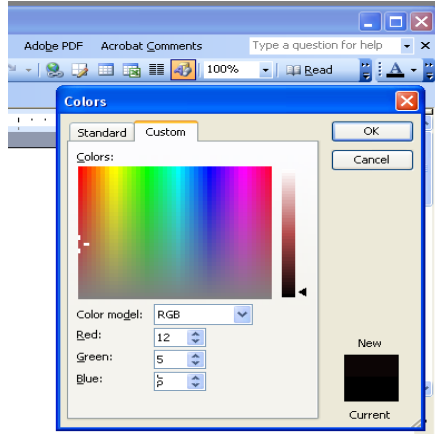 Adobe PDF Acrobat Comments Type a question for help
100% Read A
Colors
Standard Custom OK
Colors: Cancel
Color model: RGB
Red: 12
Green: 5
Blue:
New
Current